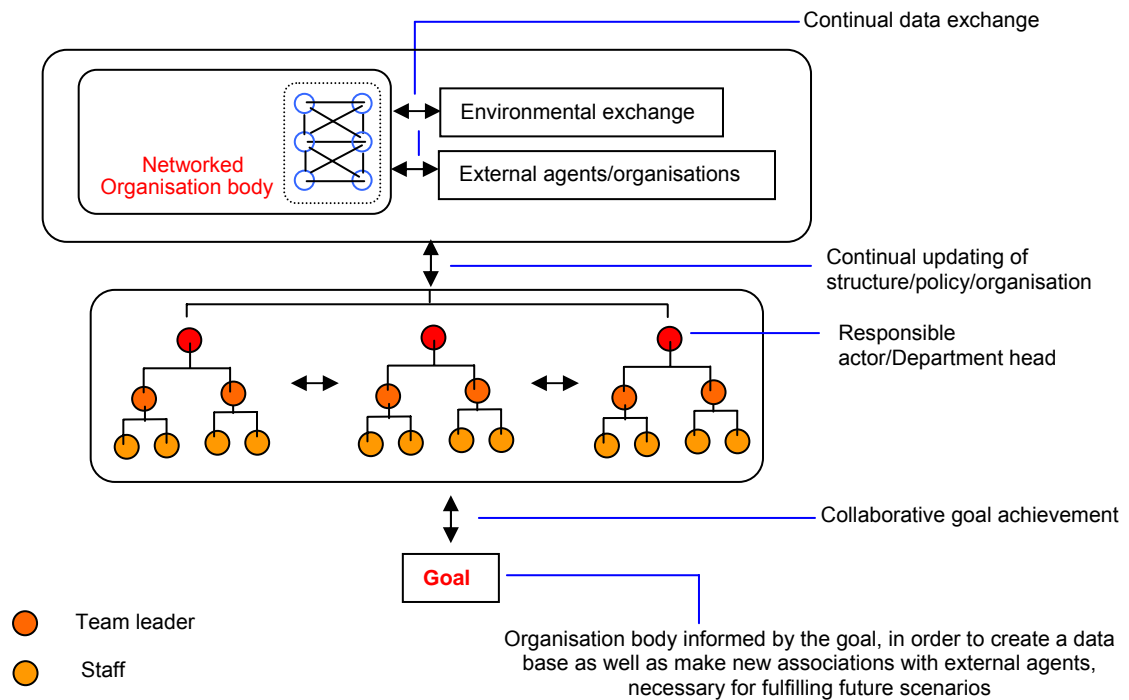 Continual data exchange
Environmental exchange
Networked
Organisation body
External agents/organisations
Continual updating of
structure/policy/organisation
Responsible
actor/Department head
Collaborative goal achievement
Goal
Team leader
Staff
Organisation body informed by the goal, in order to create a data
base as well as make new associations with external agents,
necessary for fulfilling future scenarios